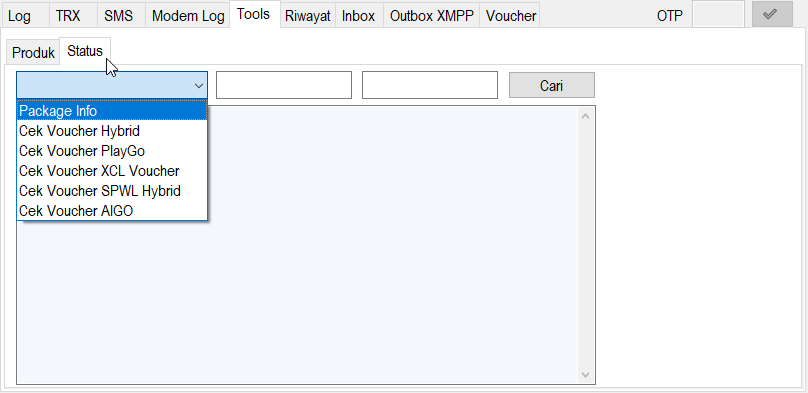 Log TRX SMS Modem Log Tools Riwayat Inbox Outbox XMPP Voucher OTP
Produk Status
Cari
Package Info
Cek Voucher Hybrid
Cek Voucher PlayGo
Cek Voucher XCL Voucher
Cek Voucher SPWL Hybrid
Cek Voucher AIGO